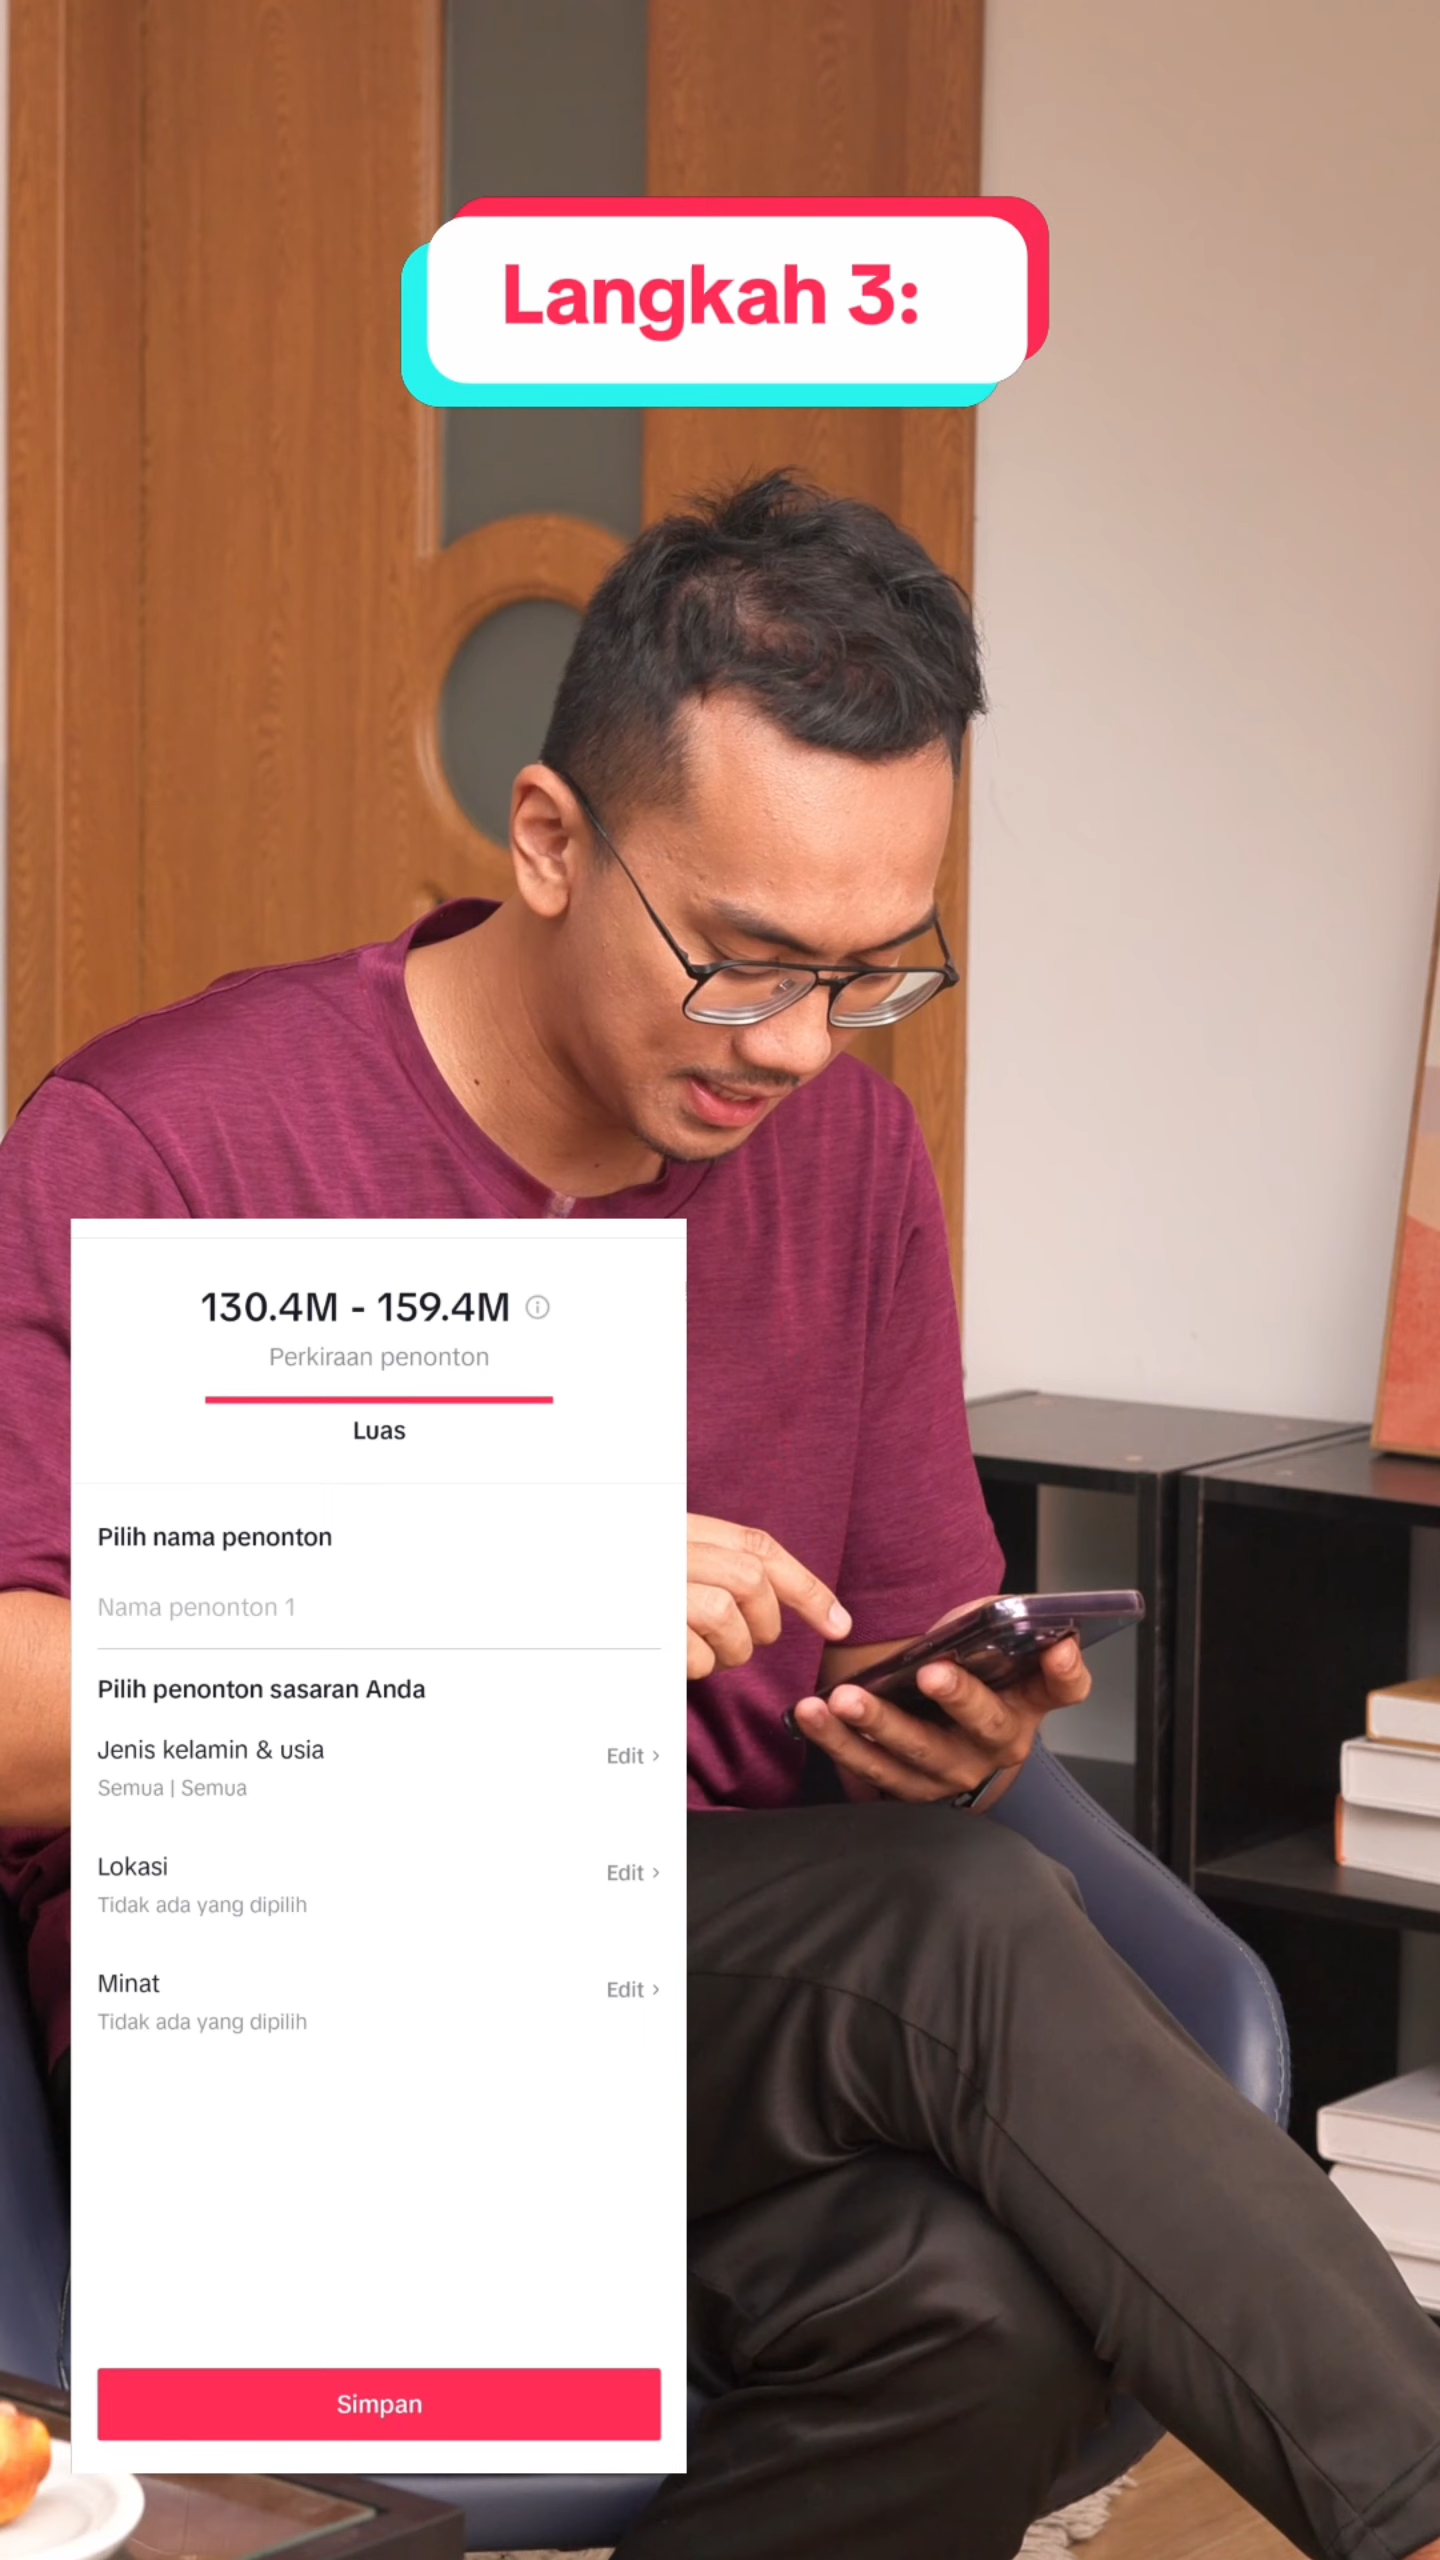 Langkah 3:
130.4M - 159.4M
Perkiraan penonton
Luas
Pilih nama penonton
Nama penonton 1
Pilih penonton sasaran Anda
Jenis kelamin & usia
Edit >
Semua | Semua
Lokasi
Edit >
Tidak ada yang dipilih
Minat
Edit >
Tidak ada yang dipilih
Simpan